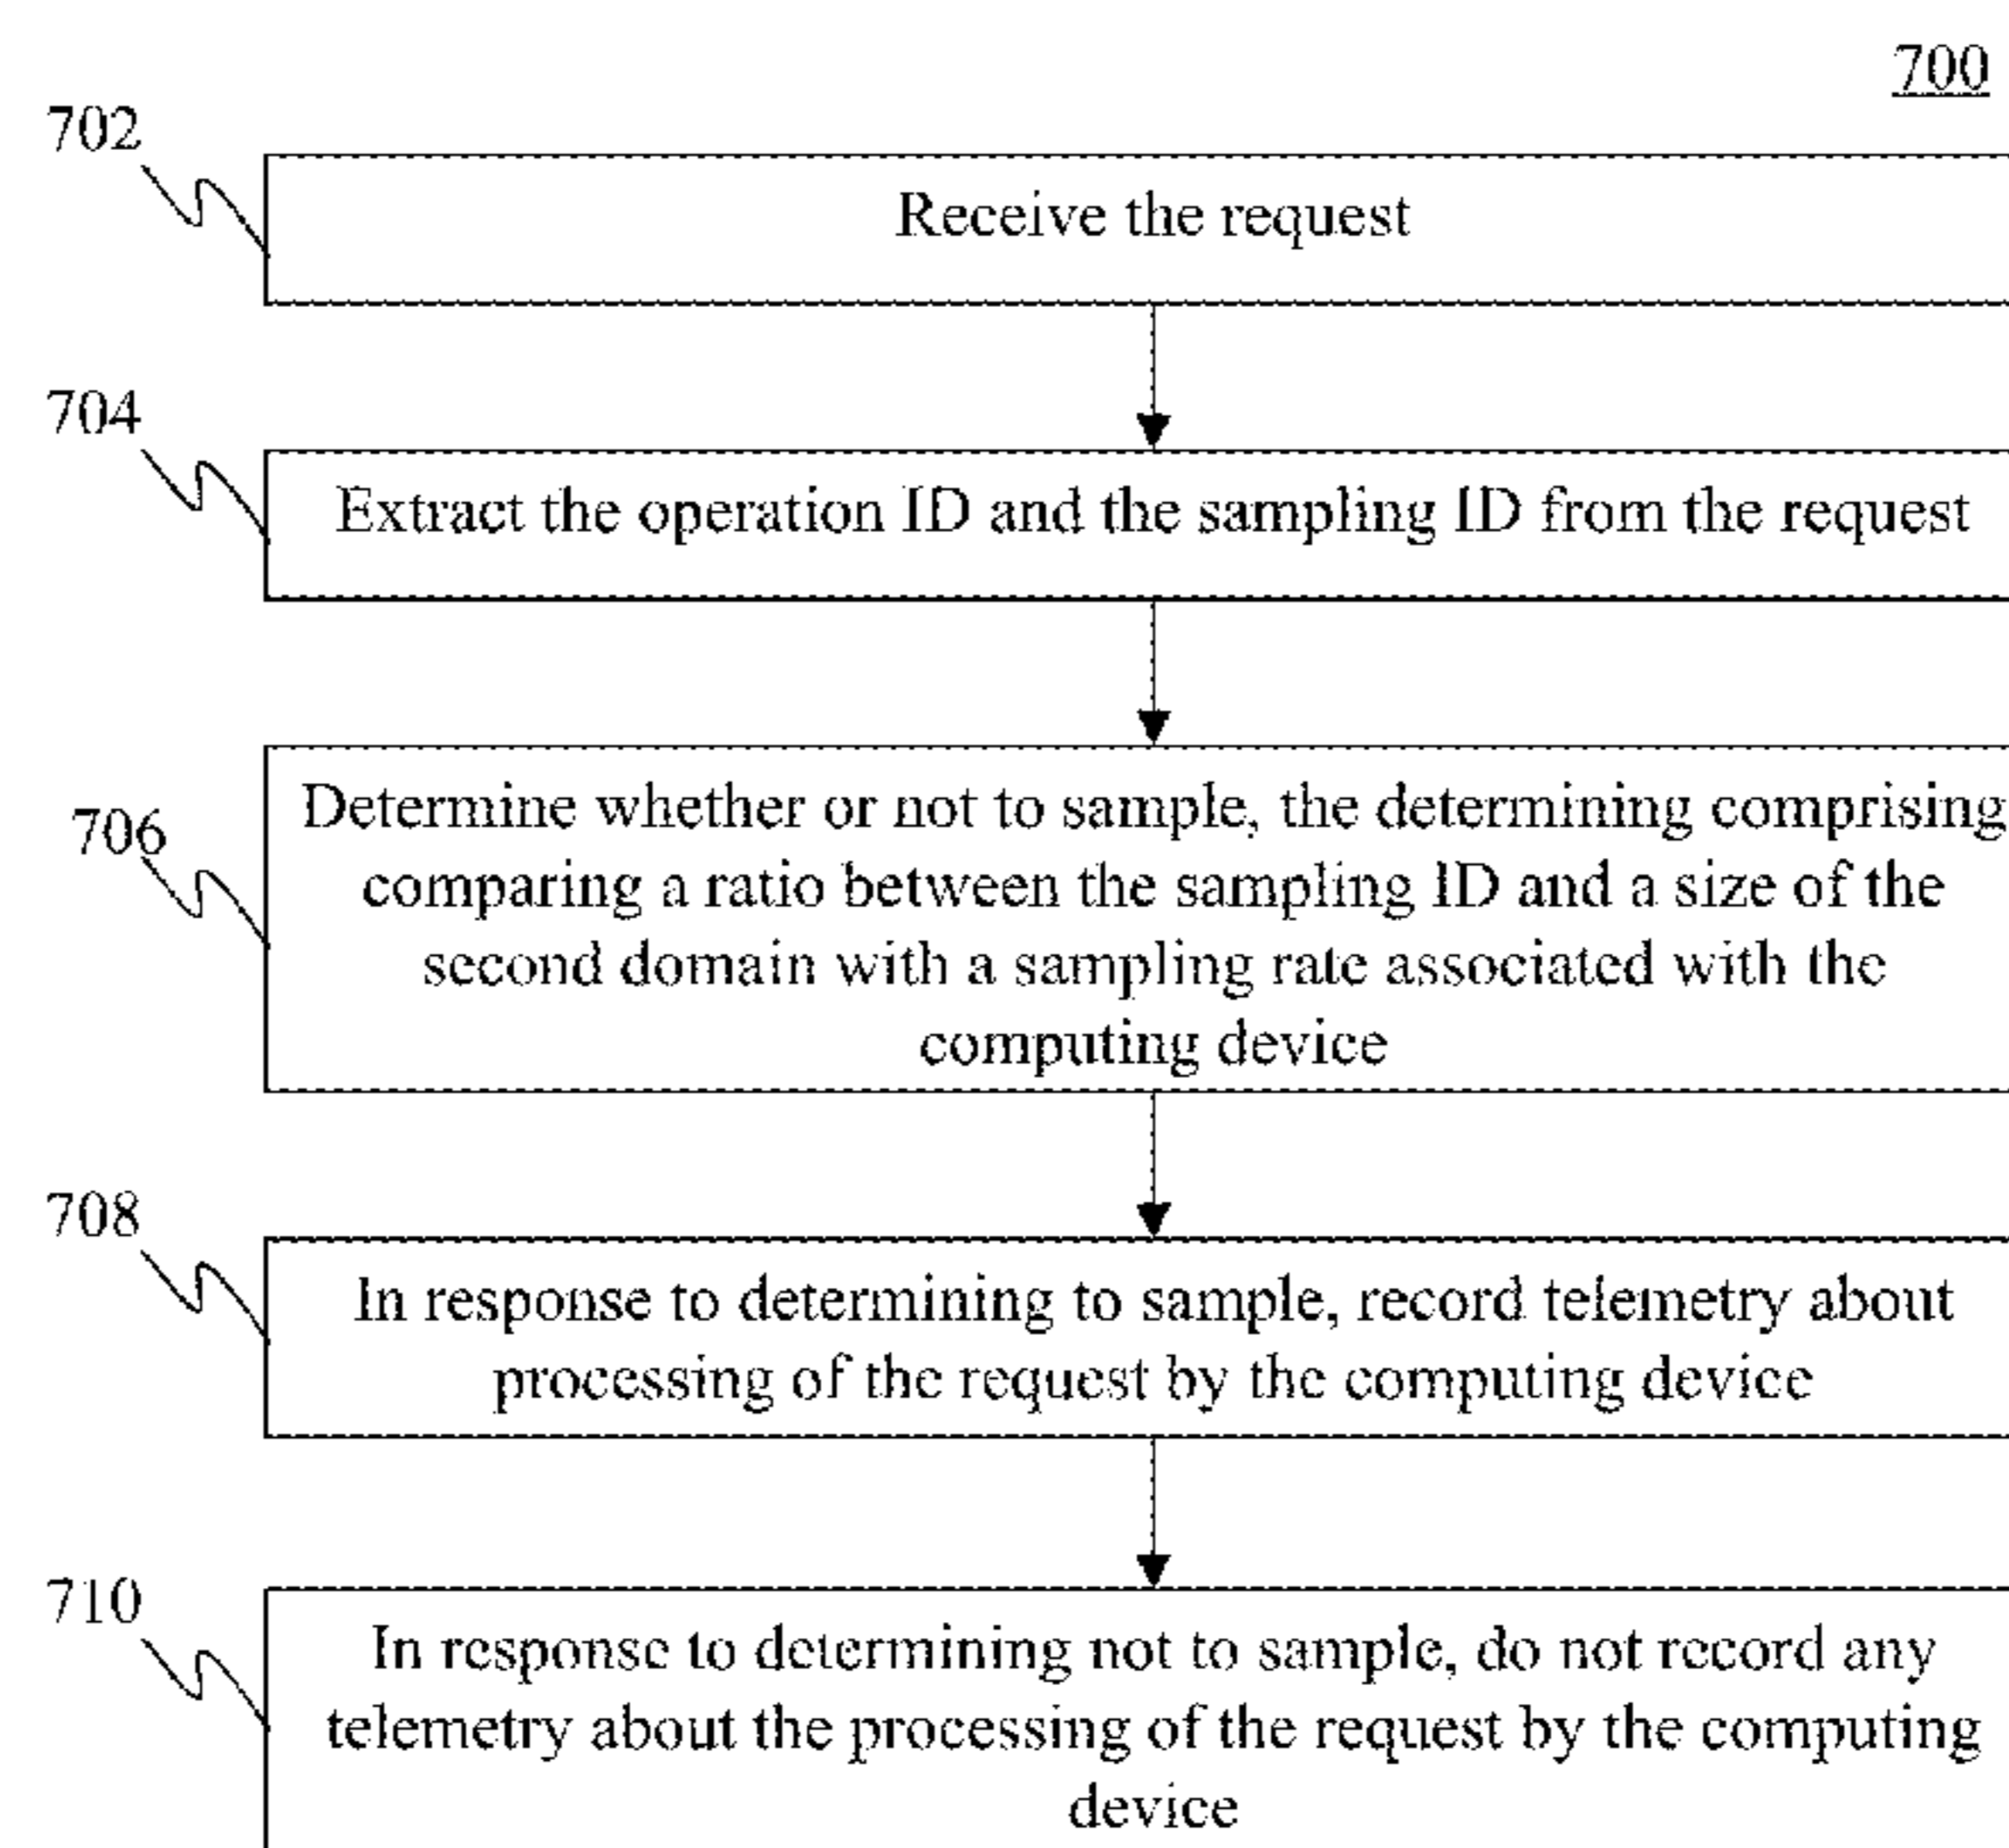 700
702
Receive the request
704
Extract the operation ID and the sampling ID from the request
706
Determine whether or not to sample, the determining comprising
comparing a ratio between the sampling ID and a size of the
second domain with a sampling rate associated with the
computing device
708
In response to determining to sample, record telemetry about
processing of the request by the computing device
710
In response to determining not to sample, do not record any
telemetry about the processing of the request by the computing
device